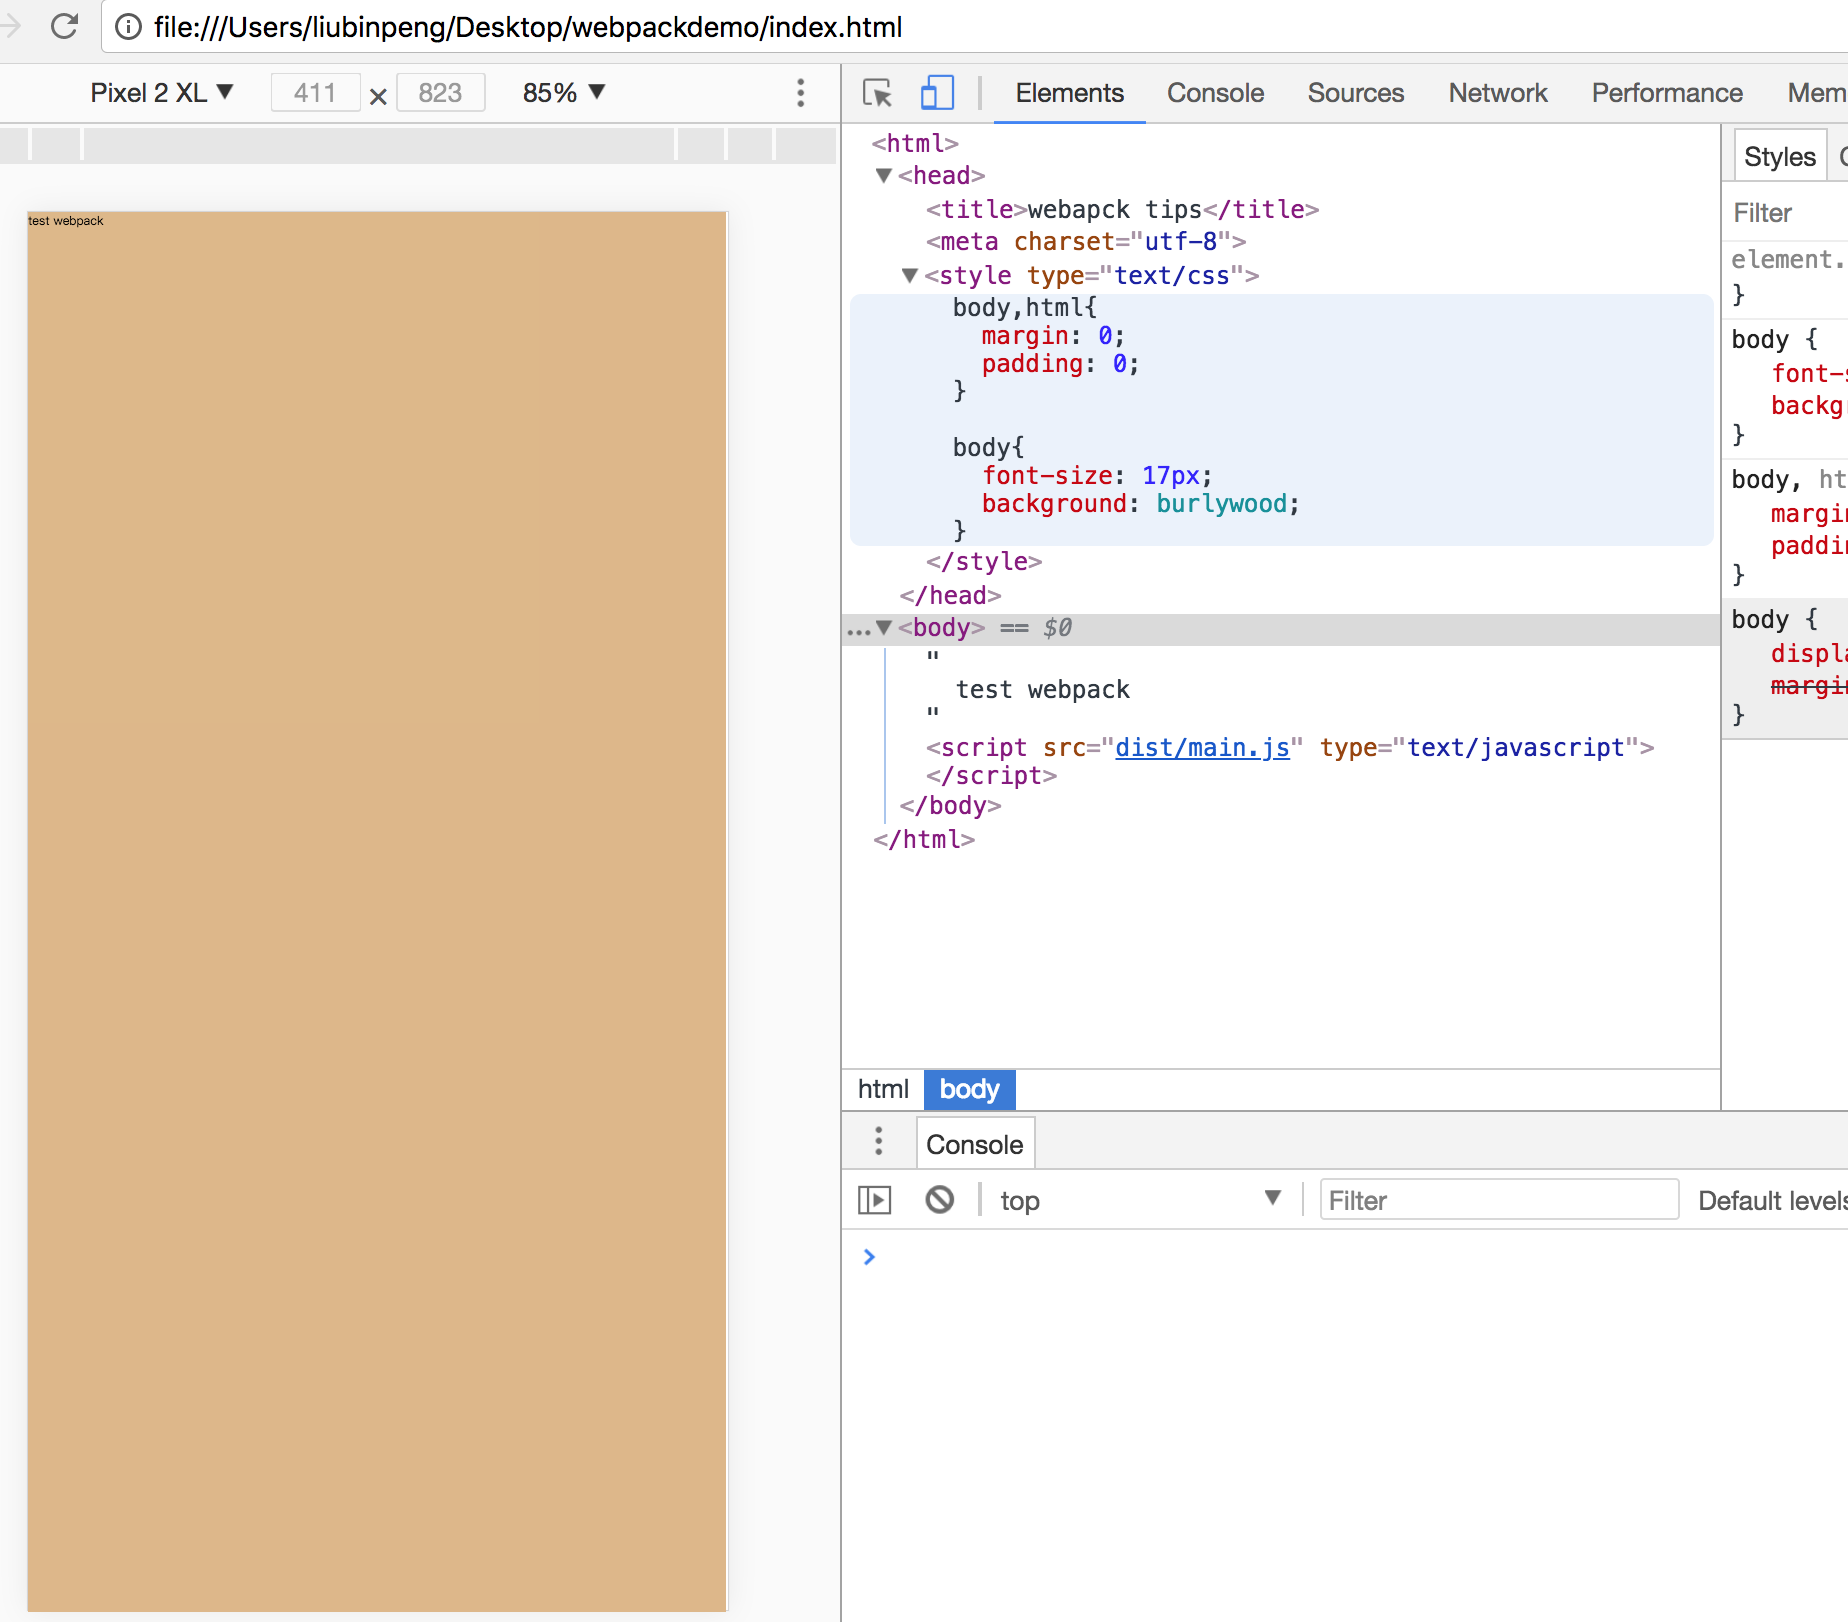 file:///Users/liubinpeng/Desktop/webpackdemo/index.html
Pixel 2 XL ▼ 411 × 823 85% ▼
Elements Console Sources Network Performance Mem
test webpack
<html>
▼<head>
<title>webapck tips</title>
<meta charset="utf-8">
▼<style type="text/css">
body,html{
margin: 0;
padding: 0;
}
body{
font-size: 17px;
background: burlywood;
}
</style>
</head>
…▼<body> == $0
"
test webpack
"
<script src="dist/main.js" type="text/javascript">
</script>
</body>
</html>
html body
Styles
Filter
element.
}
body {
font-s
backg
}
body, ht
margi
paddi
}
body {
displ
margi
}
Console
top ▼ Filter Default levels
>